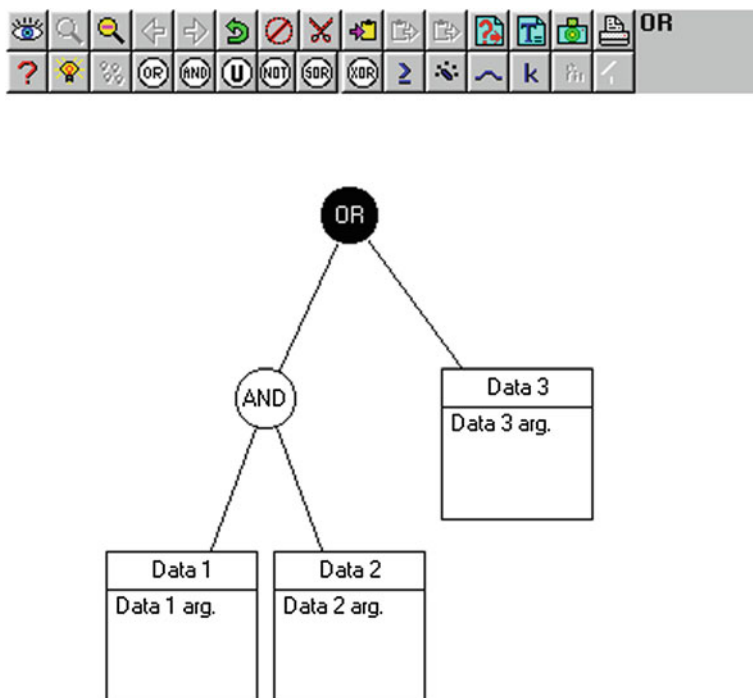 OR
? OR AND U NOT SOR XOR ≥ k
OR
AND
Data 3
Data 3 arg.
Data 1
Data 2
Data 1 arg.
Data 2 arg.